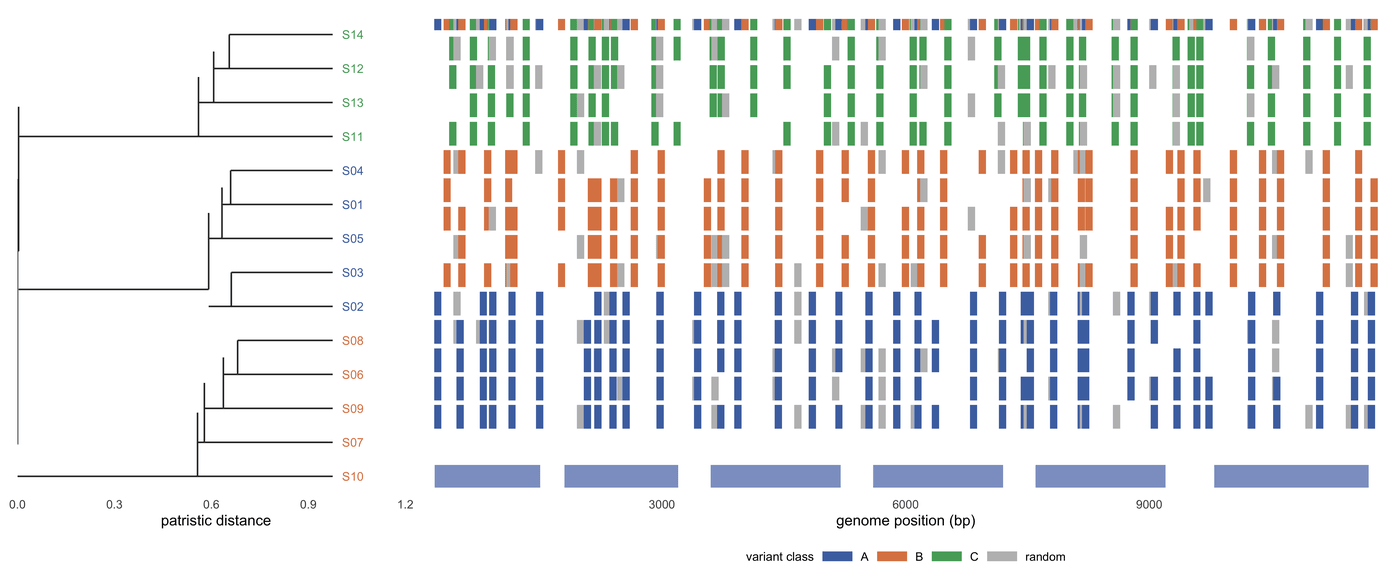 S14
S12
S13
S11
S04
S01
S05
S03
S02
S08
S06
S09
S07
S10
0.0 0.3 0.6 0.9 1.2 3000 6000 9000
patristic distance genome position (bp)
variant class A B C random